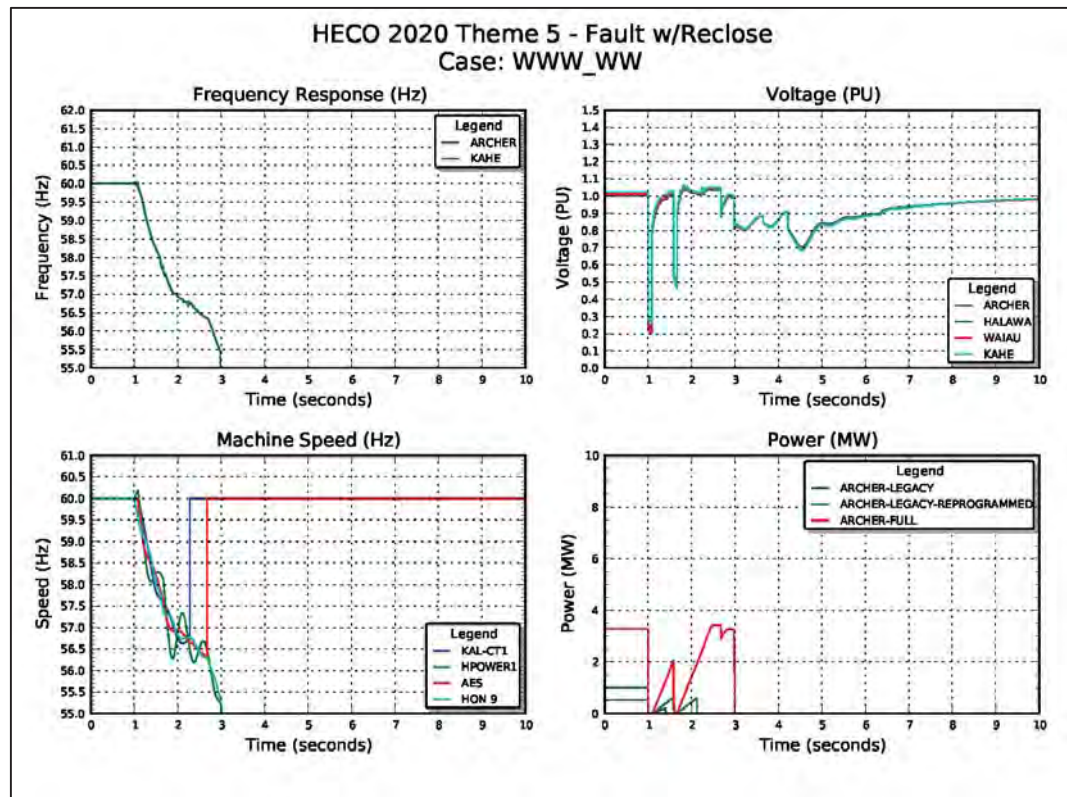 HECO 2020 Theme 5 - Fault w/Reclose
Case: WWW_WW
Frequency Response (Hz)
62.0
61.5
61.0
60.5
60.0
59.5
59.0
58.5
58.0
57.5
57.0
56.5
56.0
55.5
55.0
Frequency (Hz)
Legend
ARCHER
KAHE
0 1 2 3 4 5 6 7 8 9 10
Time (seconds)
Voltage (PU)
1.5
1.4
1.3
1.2
1.1
1.0
0.9
0.8
0.7
0.6
0.5
0.4
0.3
0.2
0.1
0.0
Voltage (PU)
Legend
ARCHER
HALAWA
WAIAU
KAHE
0 1 2 3 4 5 6 7 8 9 10
Time (seconds)
Machine Speed (Hz)
61.0
60.5
60.0
59.5
59.0
58.5
58.0
57.5
57.0
56.5
56.0
55.5
55.0
Speed (Hz)
Legend
KAL-CT1
HPOWER1
AES
HON 9
0 1 2 3 4 5 6 7 8 9 10
Time (seconds)
Power (MW)
10
8
6
4
2
0
Power (MW)
Legend
ARCHER-LEGACY
ARCHER-LEGACY-REPROGRAMMED
ARCHER-FULL
0 1 2 3 4 5 6 7 8 9 10
Time (seconds)